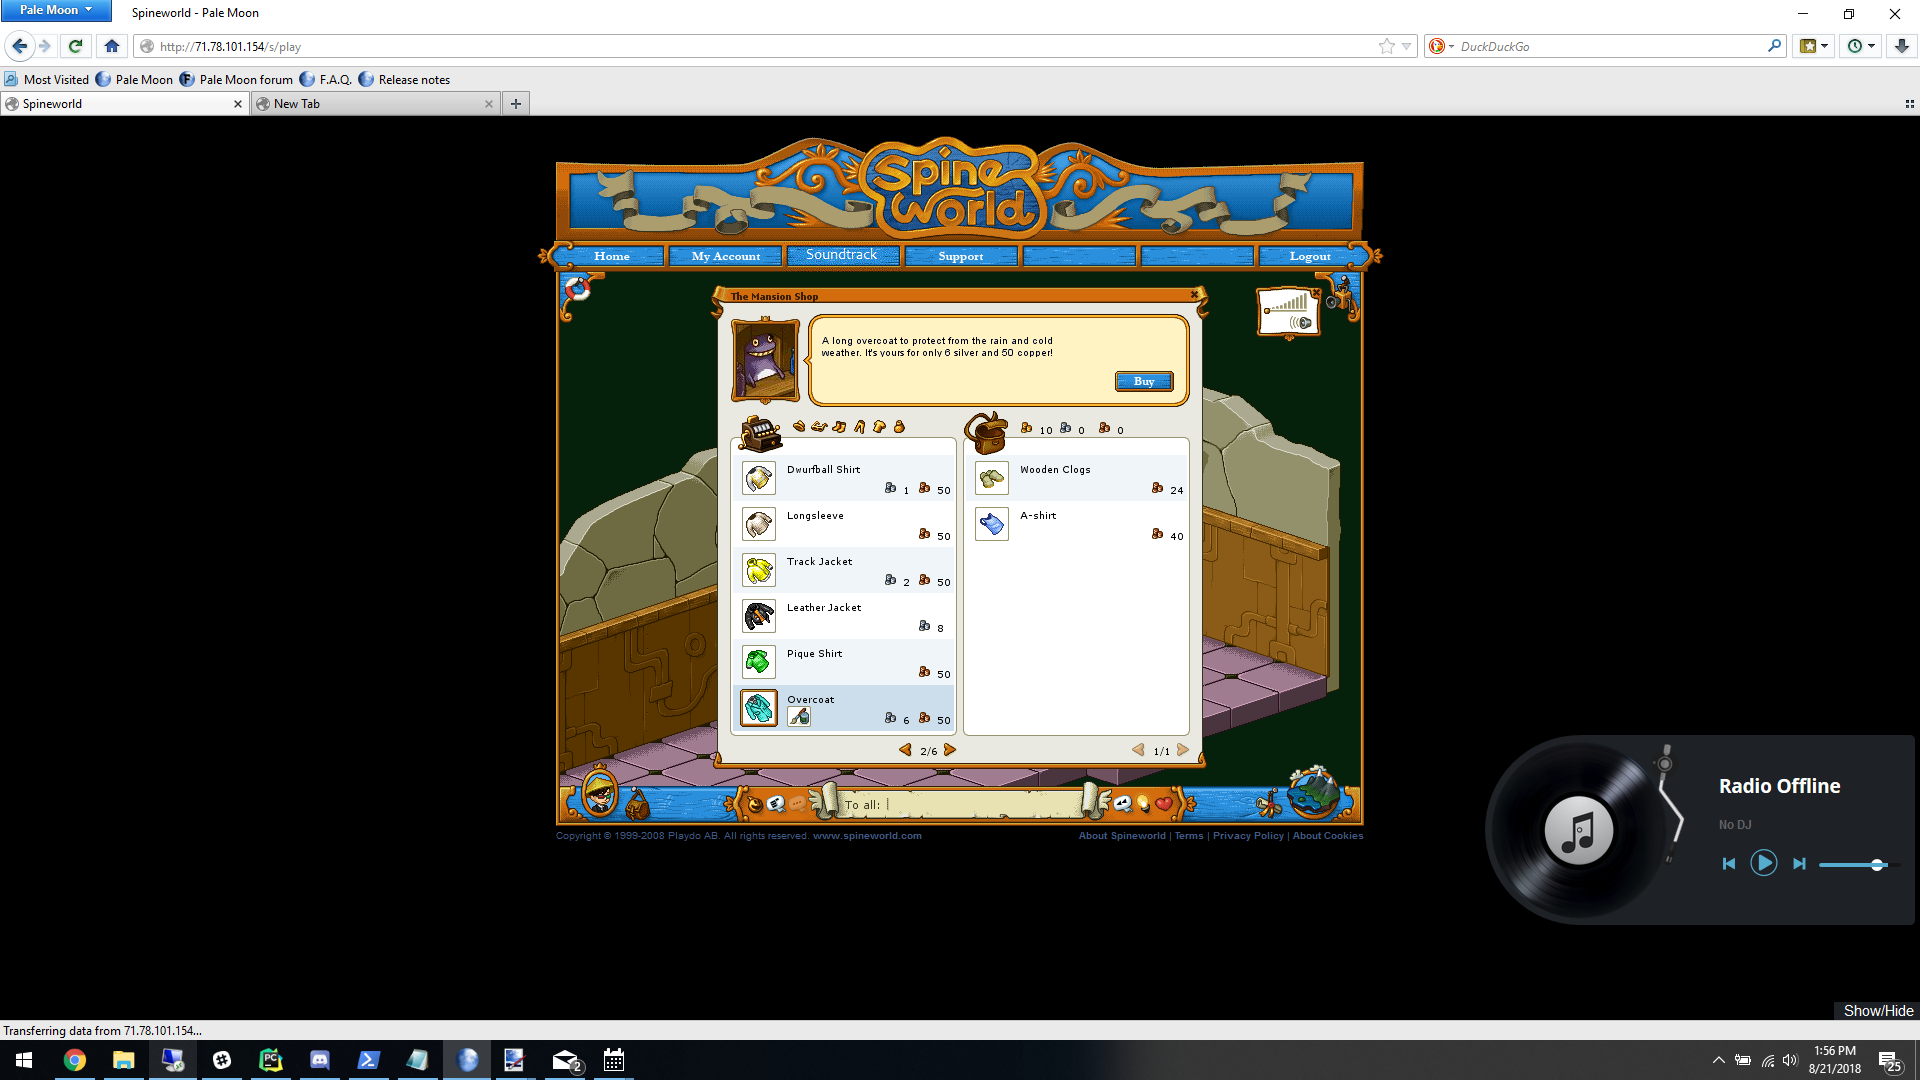 Pale Moon
Spineworld - Pale Moon
http://71.78.101.154/s/play
DuckDuckGo
Most Visited
Pale Moon
Pale Moon forum
F.A.Q.
Release notes
Spineworld
New Tab
Spine World
Home
My Account
Soundtrack
Support
Logout
The Mansion Shop
A long overcoat to protect from the rain and cold
weather. It's yours for only 6 silver and 50 copper!
Buy
10 0 0
Dwurfball Shirt
1 50
Longsleeve
50
Track Jacket
2 50
Leather Jacket
8
Pique Shirt
50
Overcoat
6 50
2/6
Wooden Clogs
24
A-shirt
40
1/1
To all:
Copyright © 1999-2008 Playdo AB. All rights reserved. www.spineworld.com
About Spineworld | Terms | Privacy Policy | About Cookies
Radio Offline
No DJ
Show/Hide
Transferring data from 71.78.101.154...
PC
2
1:56 PM
8/21/2018
25